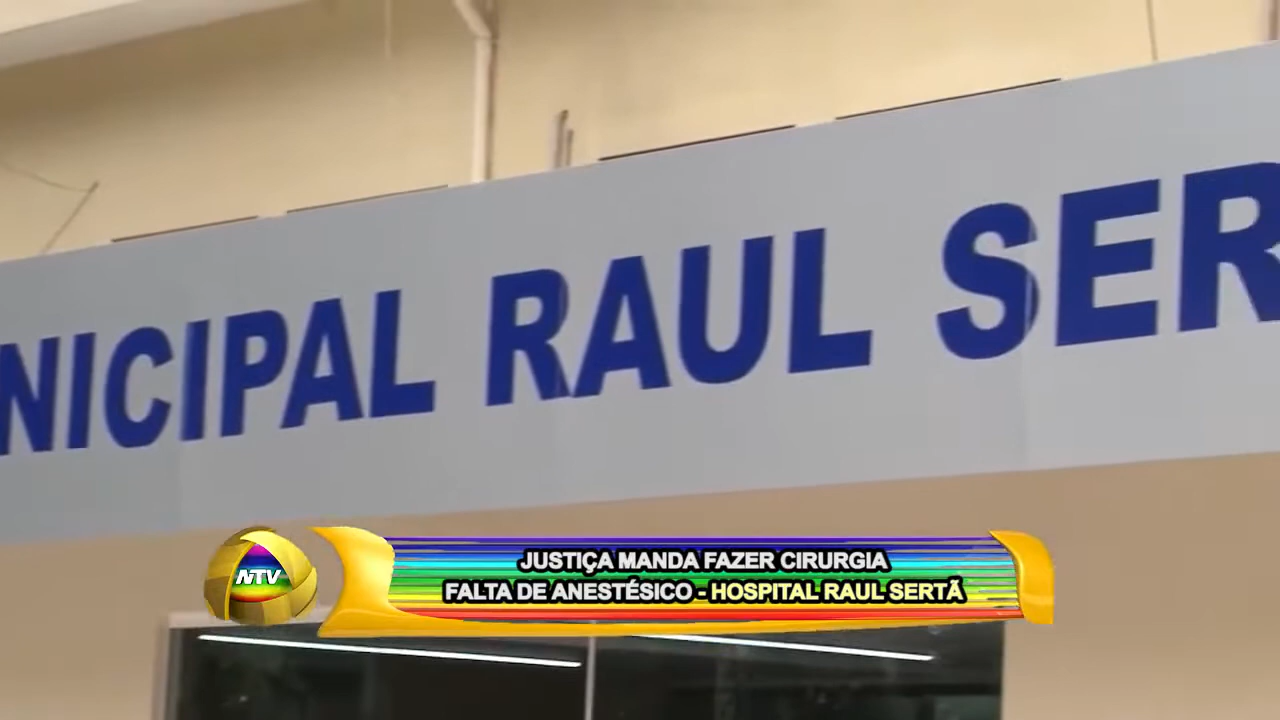 NICIPAL RAUL SER
NTV
JUSTIÇA MANDA FAZER CIRURGIA
FALTA DE ANESTÉSICO - HOSPITAL RAUL SERTÃ